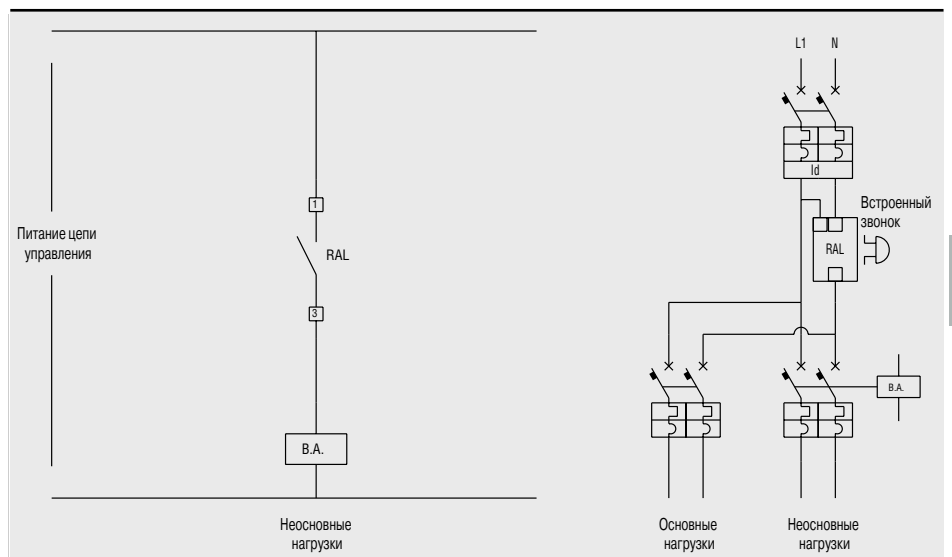 L1 N
Id
Встроенный
звонок
1
Питание цепи
управления
RAL
RAL
3
В.А.
В.А.
Неосновные
нагрузки
Основные
нагрузки
Неосновные
нагрузки